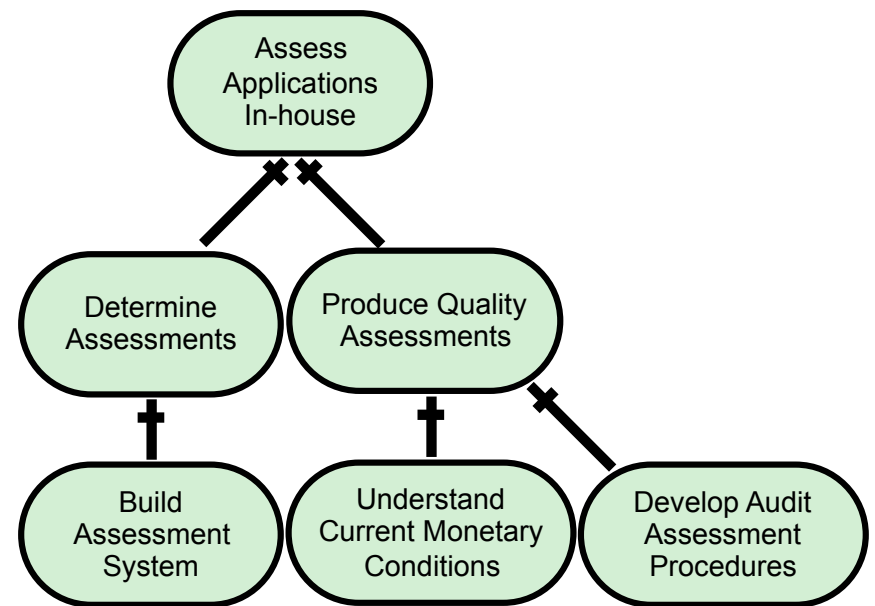 Assess
Applications
In-house
Determine
Assessments
Produce Quality
Assessments
Build
Assessment
System
Understand
Current Monetary
Conditions
Develop Audit
Assessment
Procedures